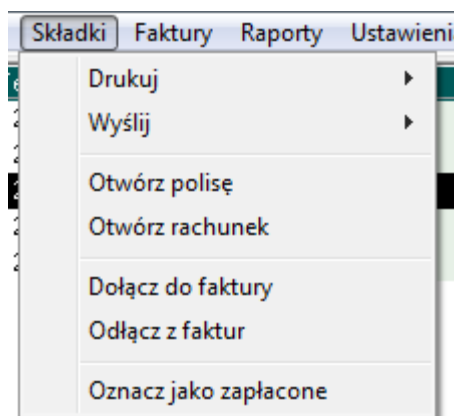 Składki Faktury Raporty Ustawieni
Drukuj
Wyślij
Otwórz polisę
Otwórz rachunek
Dołącz do faktury
Odłącz z faktur
Oznacz jako zapłacone